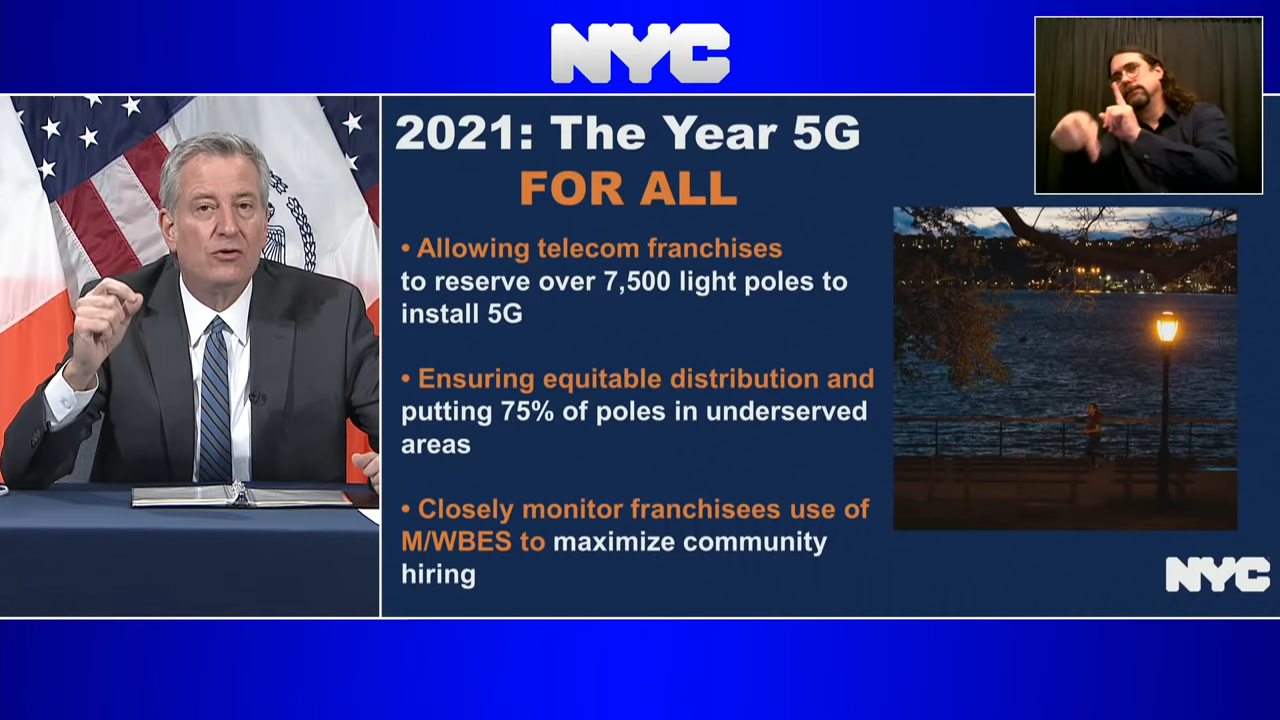 NYC
2021: The Year 5G
FOR ALL
• Allowing telecom franchises
to reserve over 7,500 light poles to
install 5G
• Ensuring equitable distribution and
putting 75% of poles in underserved
areas
• Closely monitor franchisees use of
M/WBES to maximize community
hiring
NYC